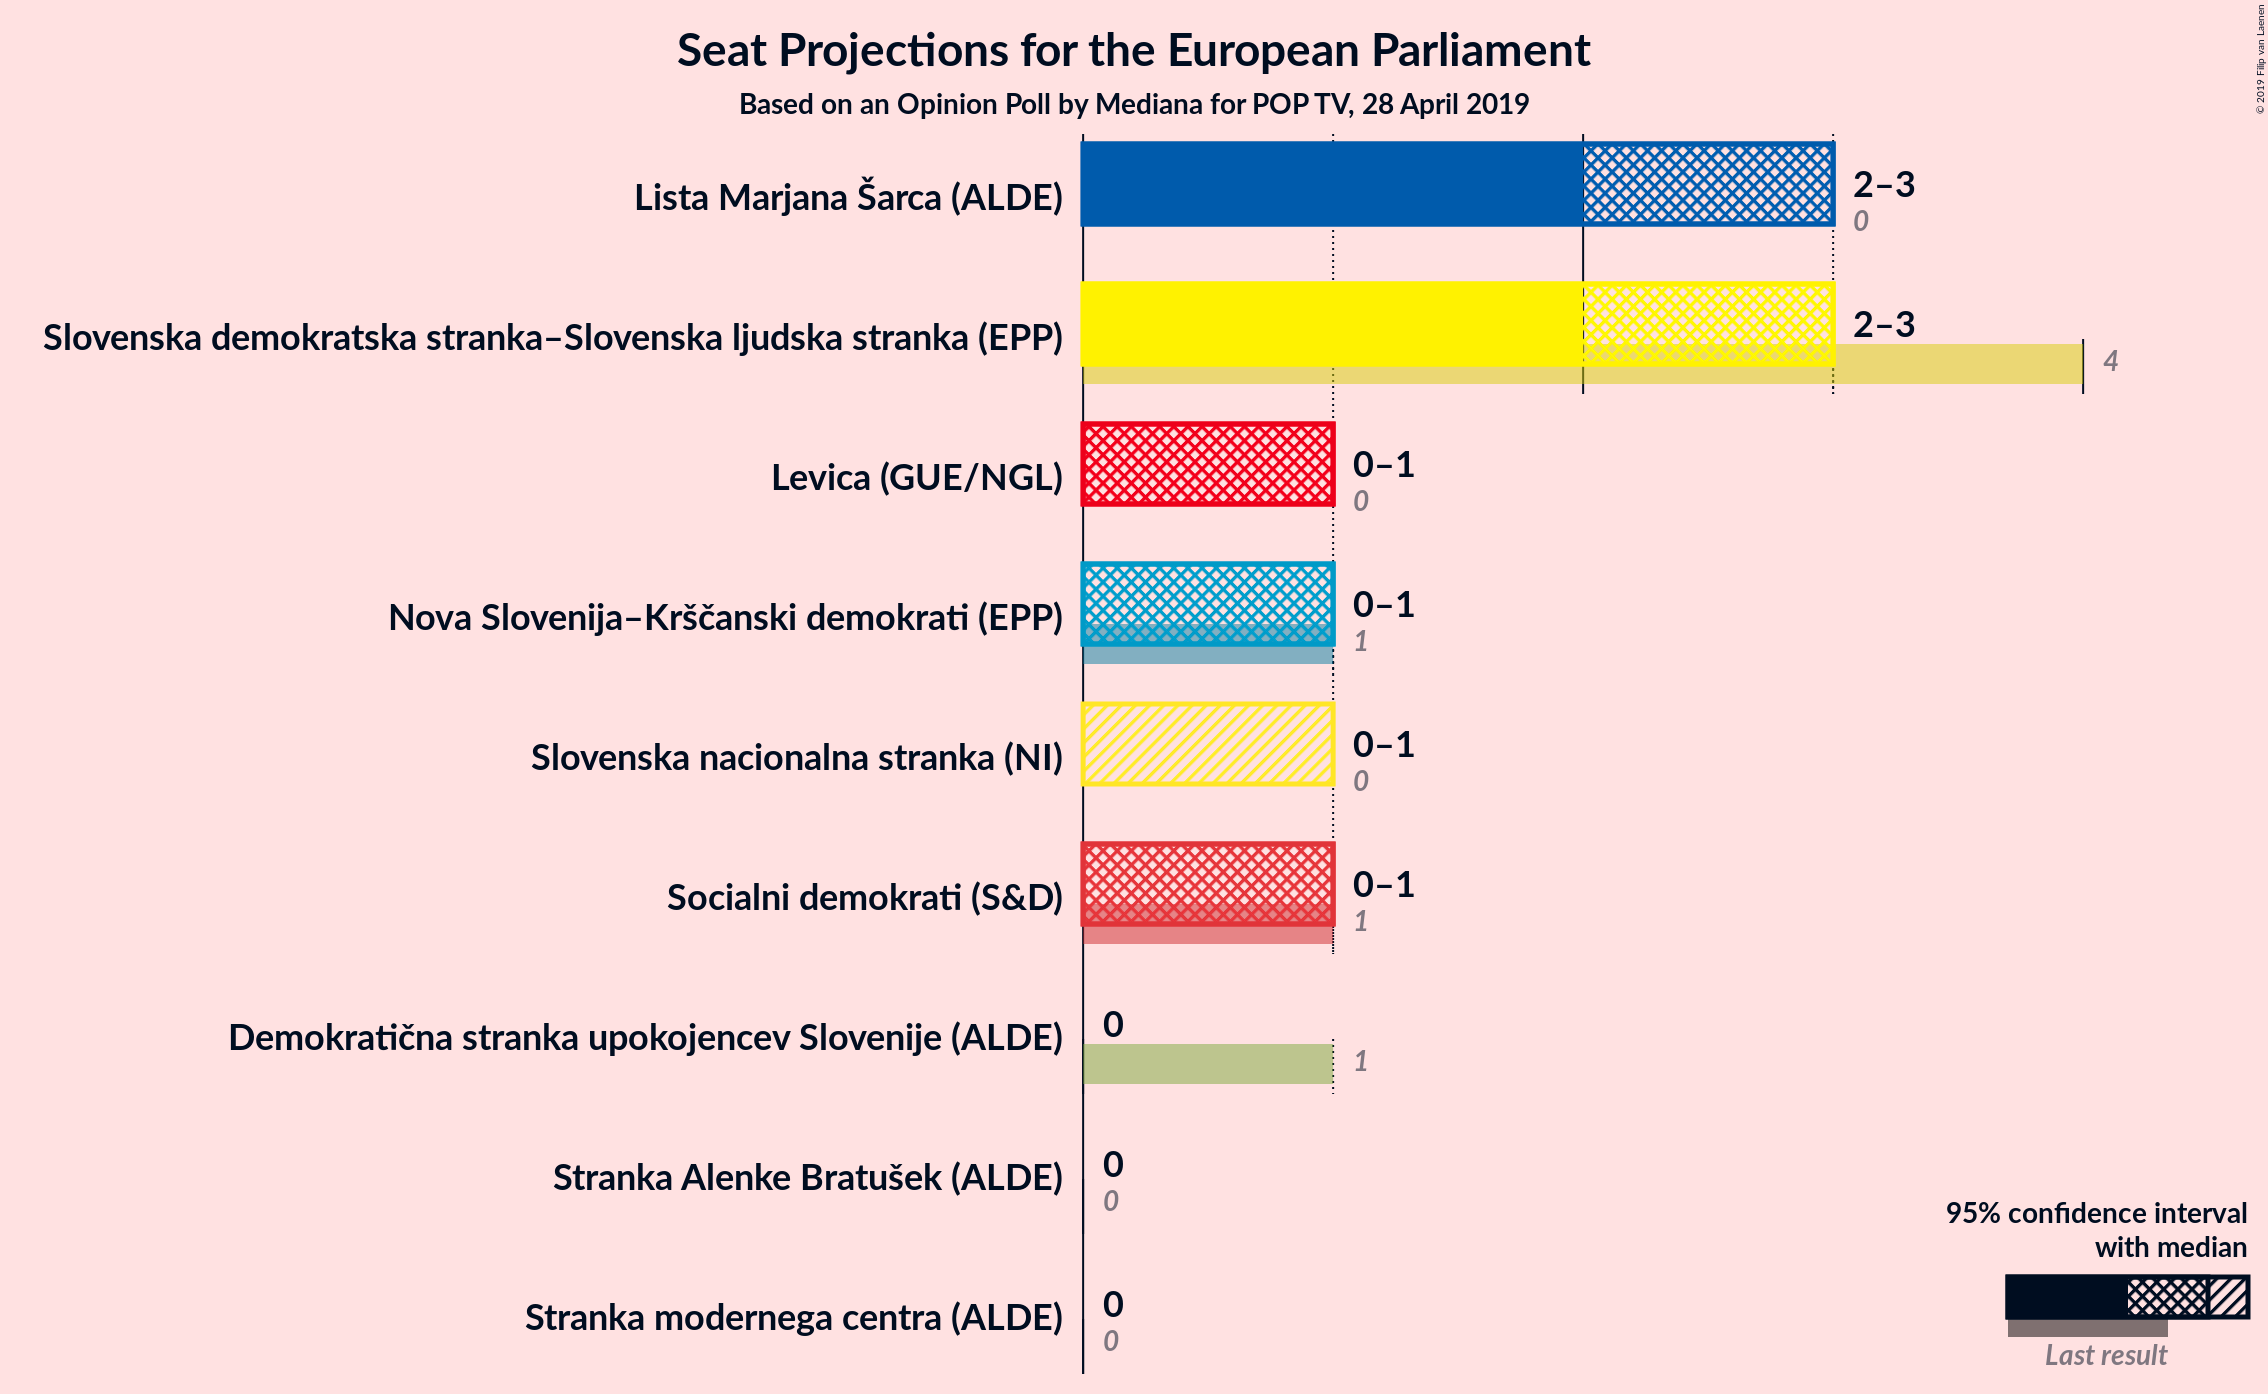 Seat Projections for the European Parliament
Based on an Opinion Poll by Mediana for POP TV, 28 April 2019
© 2019 Filip van Laenen
Lista Marjana Šarca (ALDE)
2–3
0
Slovenska demokratska stranka–Slovenska ljudska stranka (EPP)
2–3
4
Levica (GUE/NGL)
0–1
0
Nova Slovenija–Krščanski demokrati (EPP)
0–1
1
Slovenska nacionalna stranka (NI)
0–1
0
Socialni demokrati (S&D)
0–1
1
Demokratična stranka upokojencev Slovenije (ALDE)
0
1
Stranka Alenke Bratušek (ALDE)
0
0
Stranka modernega centra (ALDE)
0
0
95% confidence interval
with median
Last result